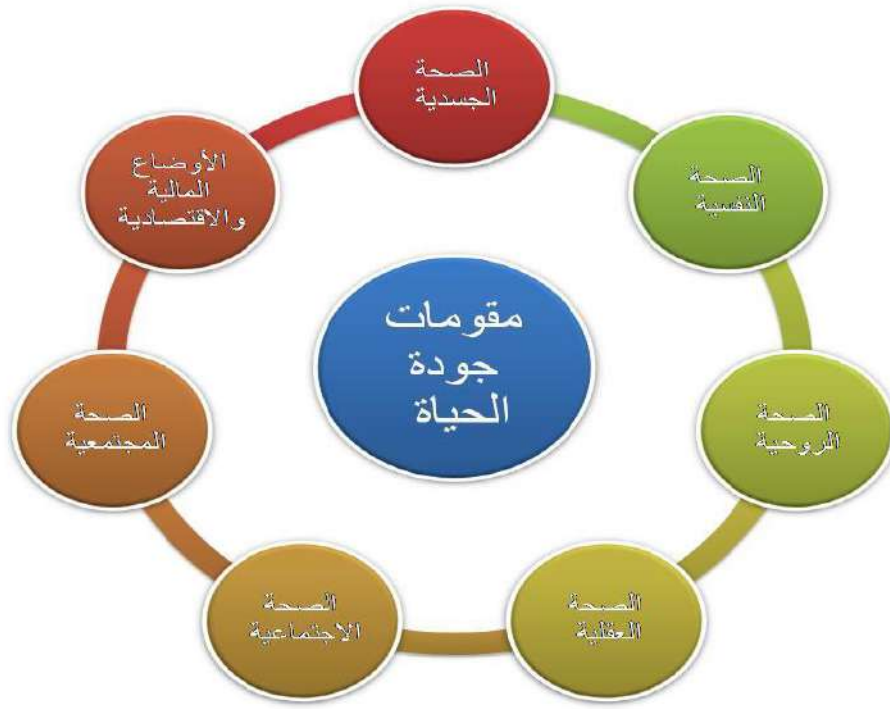 الصحة
الجسدية
الصحة
النفسية
الصحة
الروحية
الصحة
العقلية
الصحة
الاجتماعية
الصحة
المجتمعية
الأوضاع
المالية
والاقتصادية
مقومات
جودة
الحياة